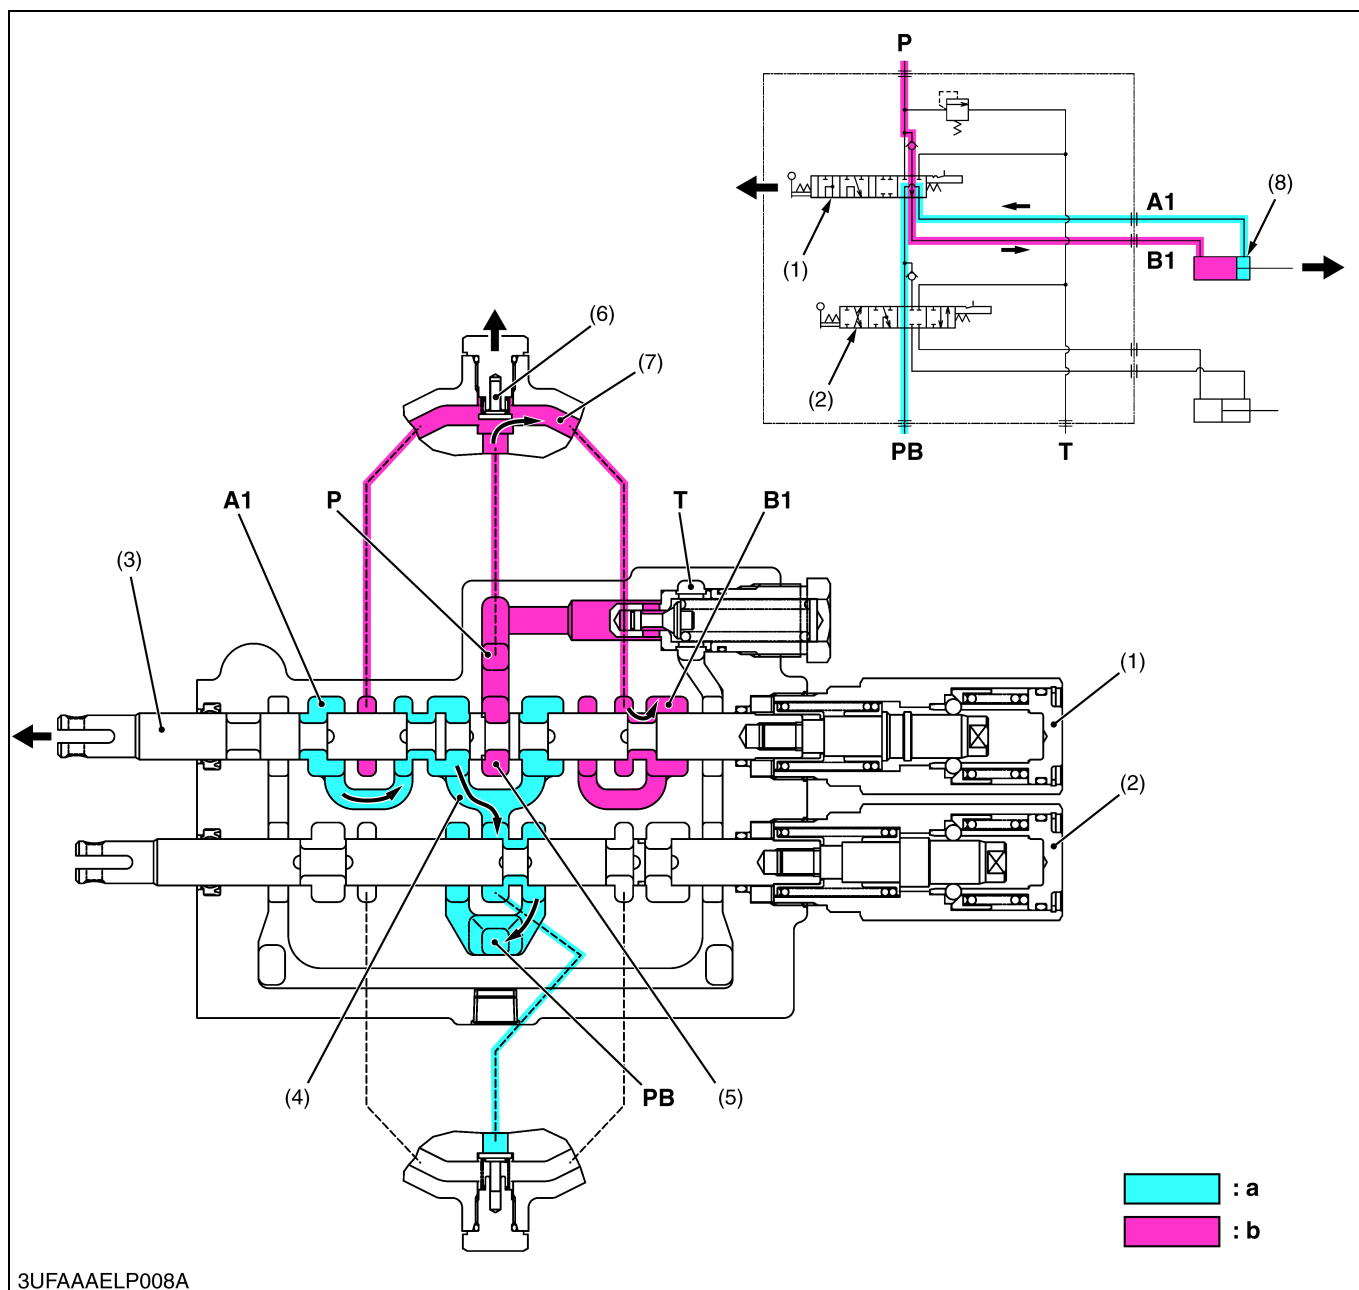 P
(8)
A1
(1)
B1
(6)
(7)
(2)
PB
T
A1
P
T
B1
(3)
(1)
(2)
(4)
PB
(5)
: a
: b
3UFAAAELP008A